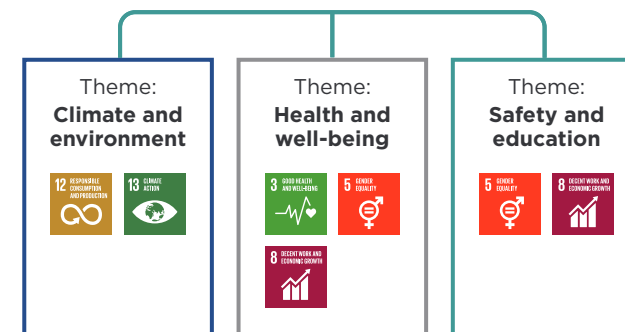 Theme:
Climate and
environment
12 RESPONSIBLE
CONSUMPTION
AND PRODUCTION
13 CLIMATE
ACTION
Theme:
Health and
well-being
3 GOOD HEALTH
AND WELL-BEING
5 GENDER
EQUALITY
8 DECENT WORK AND
ECONOMIC GROWTH
Theme:
Safety and
education
5 GENDER
EQUALITY
8 DECENT WORK AND
ECONOMIC GROWTH